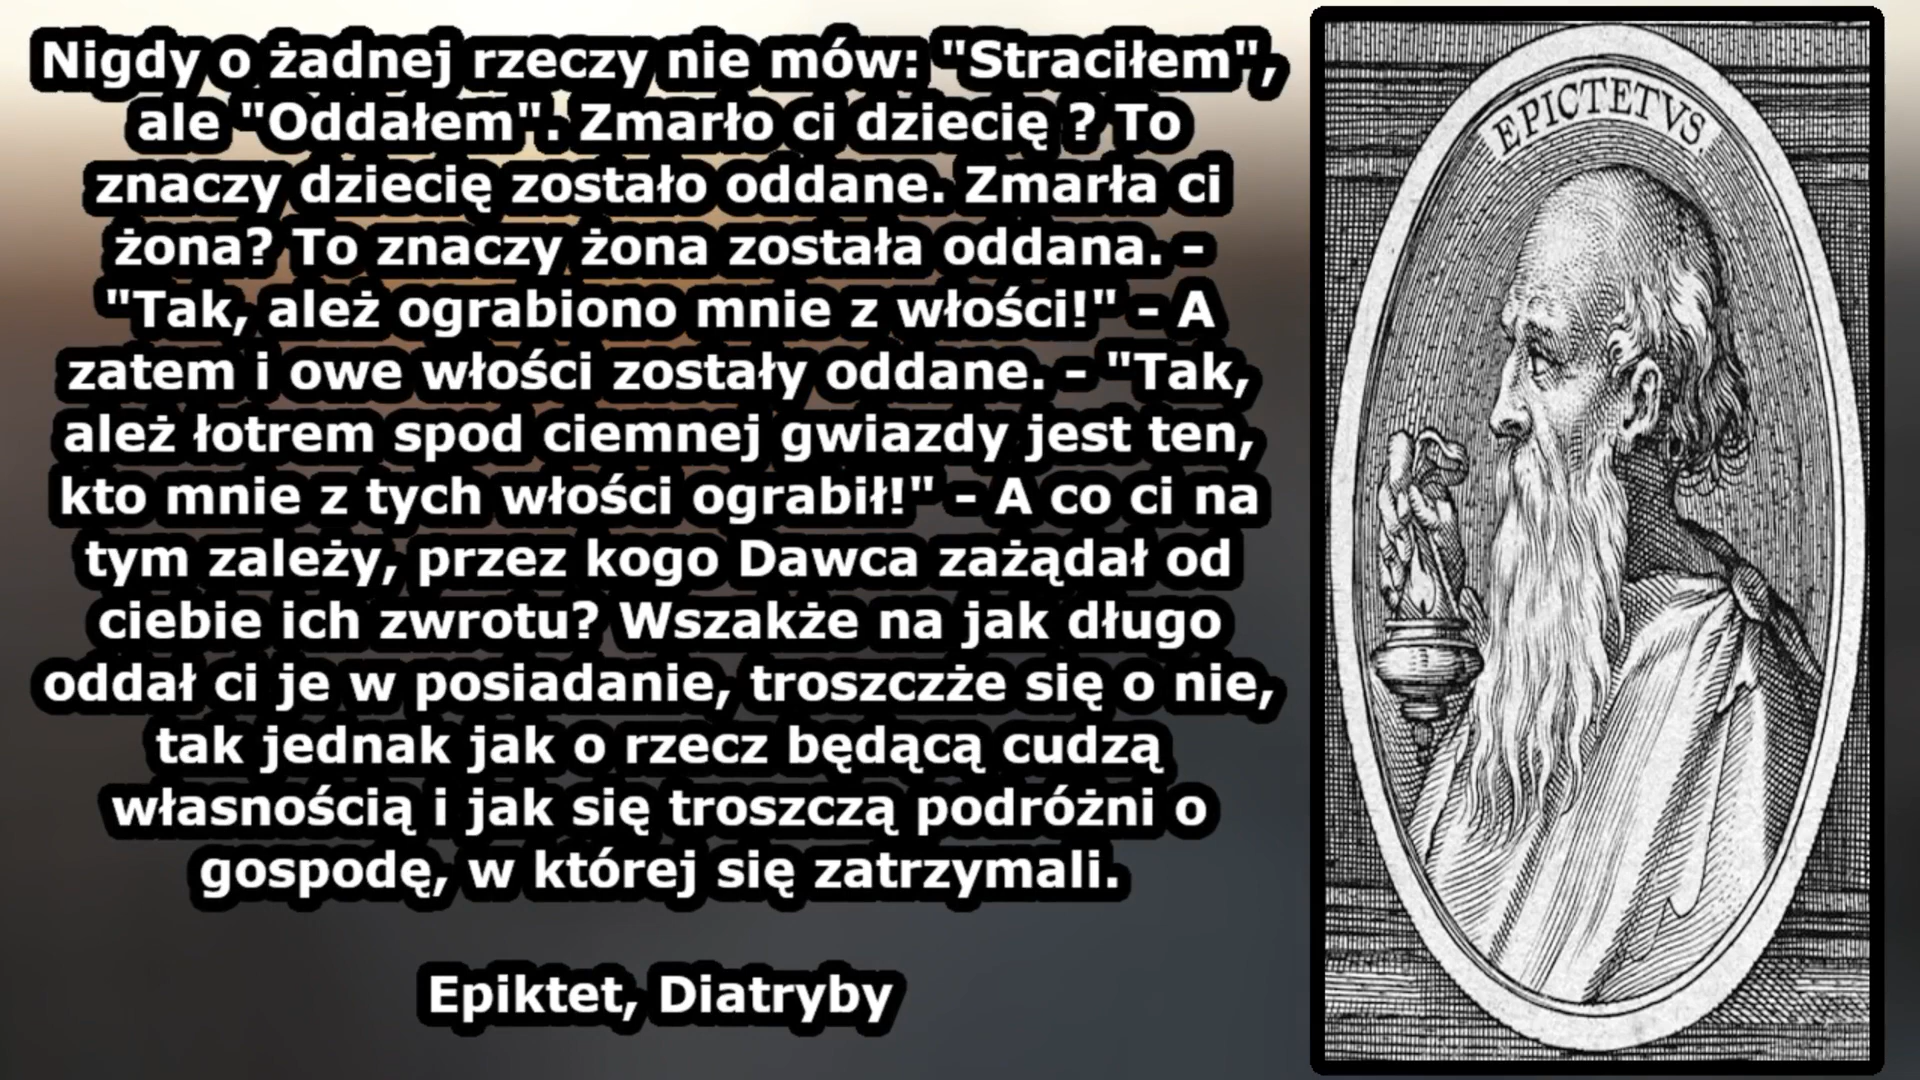 Nigdy o żadnej rzeczy nie mów: "Straciłem",
ale "Oddałem". Zmarło ci dziecię ? To
znaczy dziecię zostało oddane. Zmarła ci
żona? To znaczy żona została oddana. -
"Tak, ależ ograbiono mnie z włości!" - A
zatem i owe włości zostały oddane. - "Tak,
ależ łotrem spod ciemnej gwiazdy jest ten,
kto mnie z tych włości ograbił!" - A co ci na
tym zależy, przez kogo Dawca zażądał od
ciebie ich zwrotu? Wszakże na jak długo
oddał ci je w posiadanie, troszczże się o nie,
tak jednak jak o rzecz będącą cudzą
własnością i jak się troszczą podróżni o
gospodę, w której się zatrzymali.
Epiktet, Diatryby
EPICTETVS.